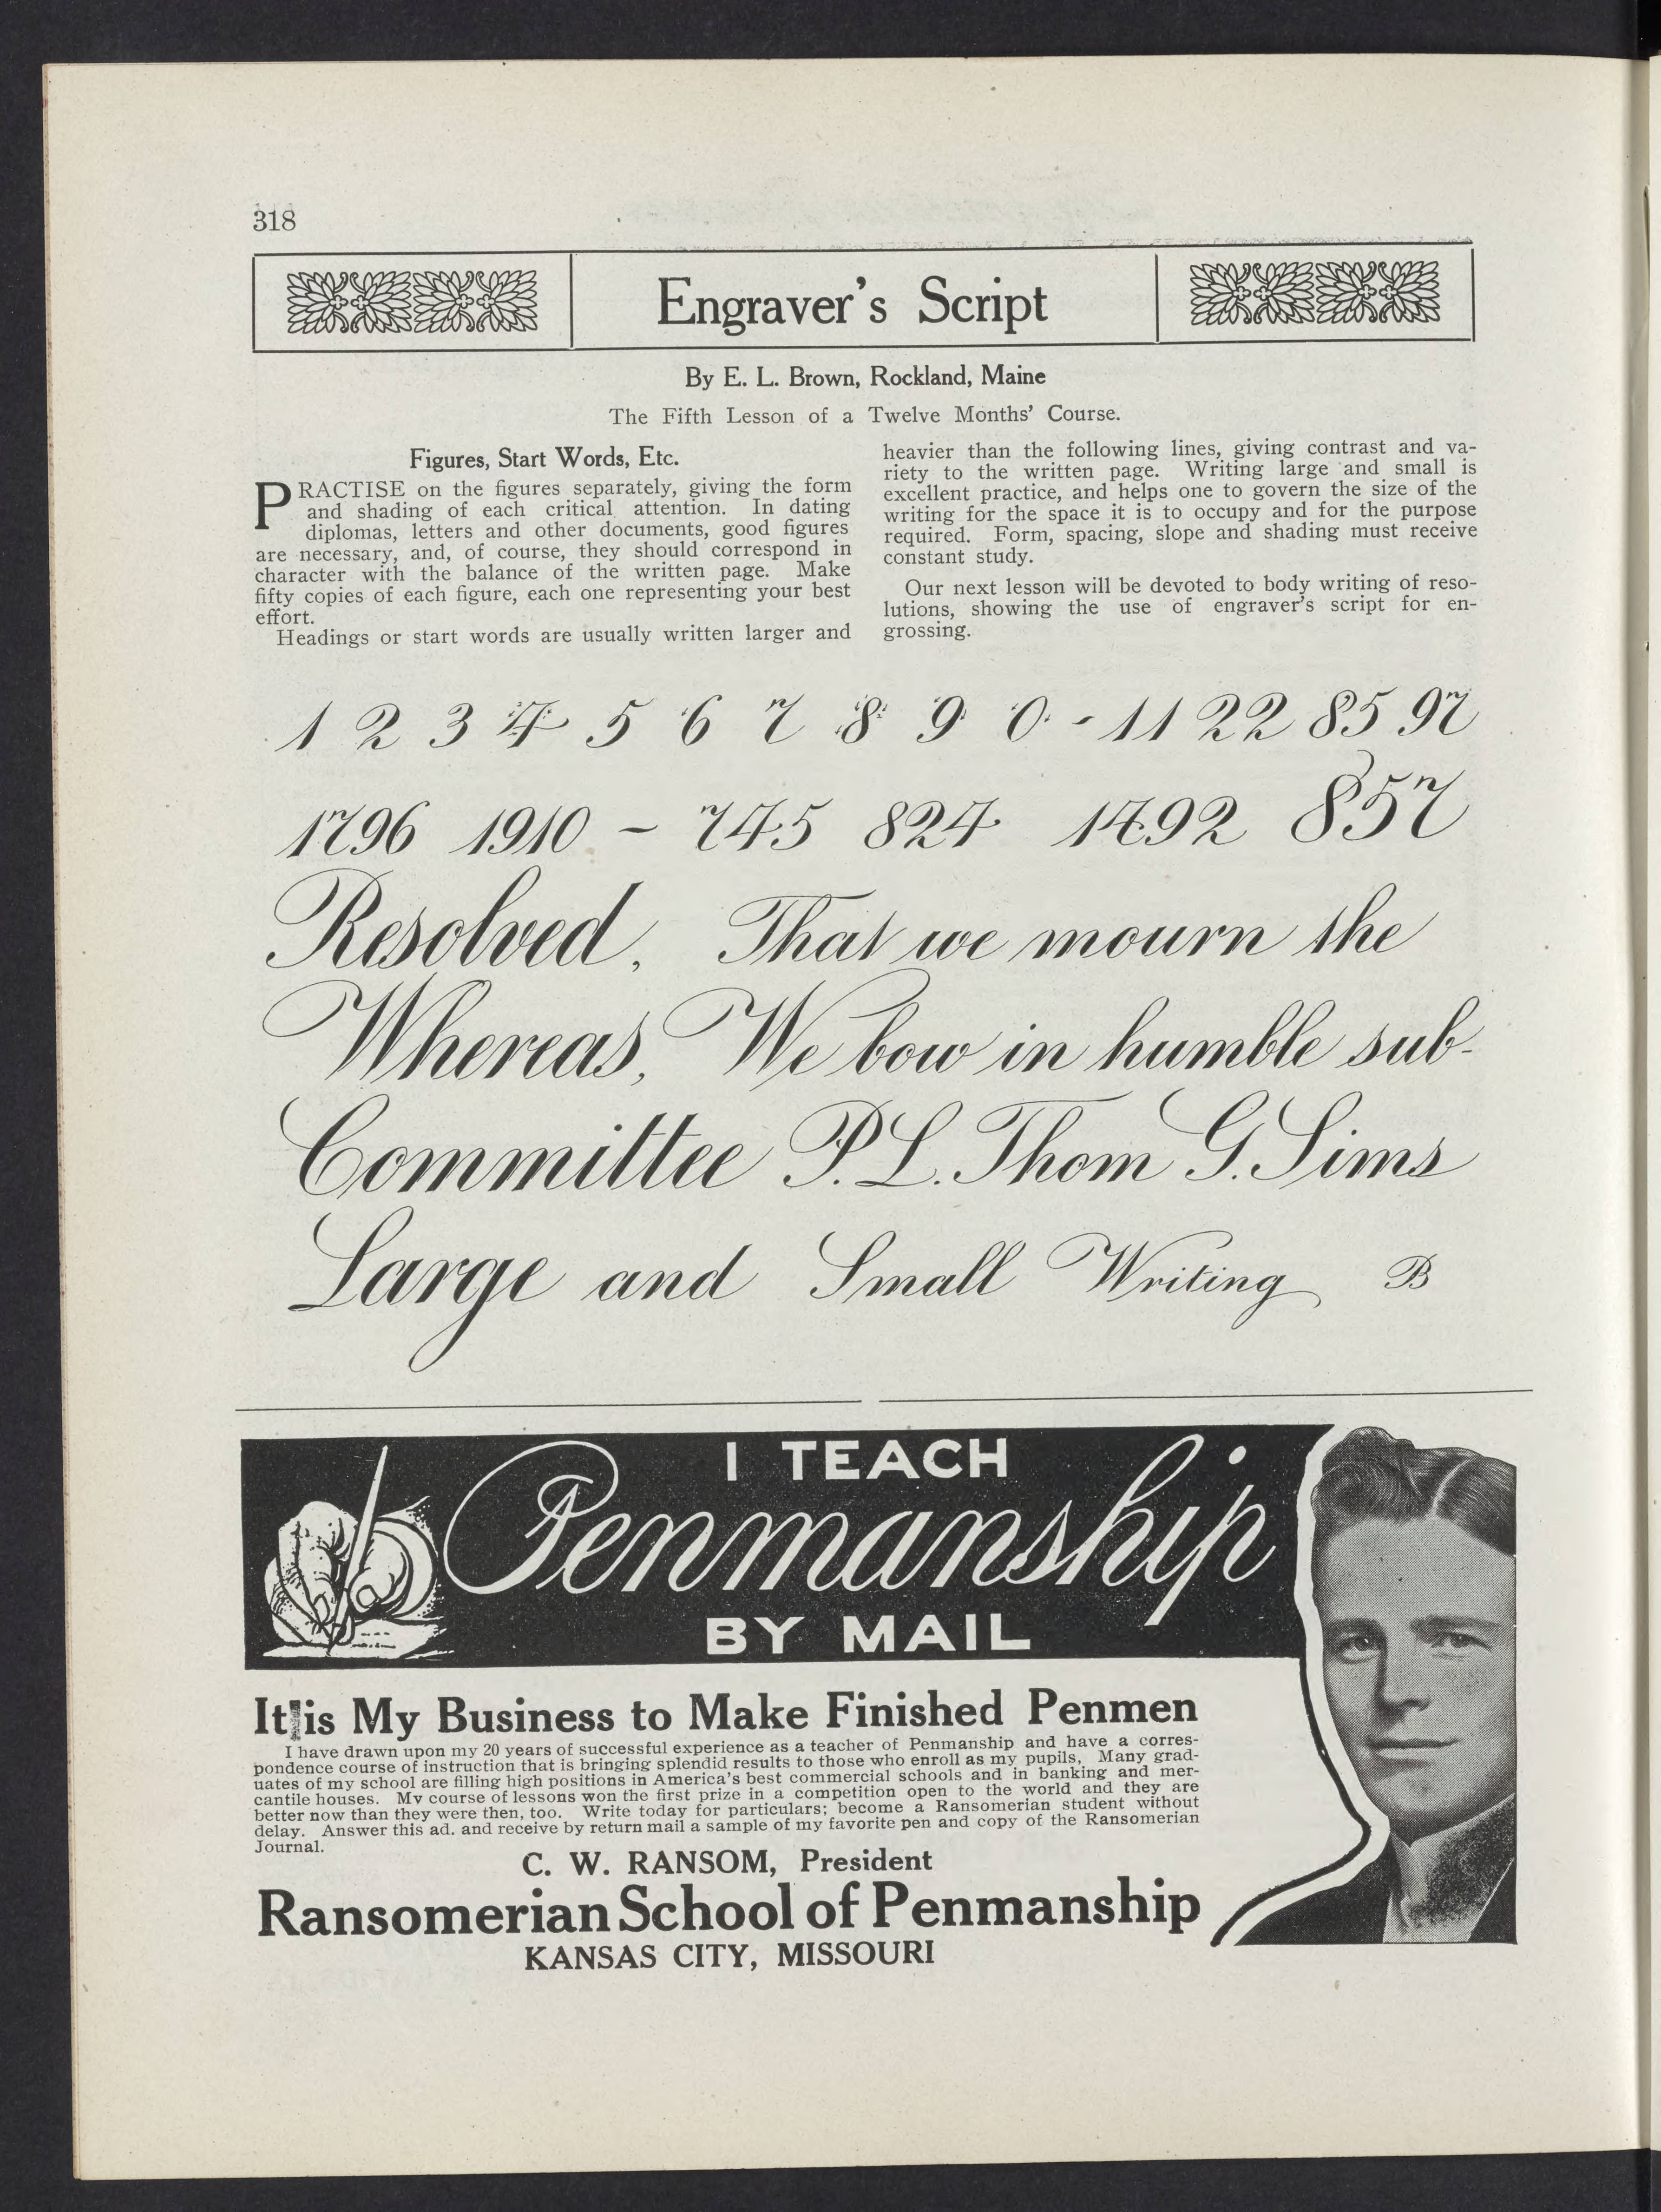 318
Engraver's Script
By E. L. Brown, Rockland, Maine
The Fifth Lesson of a Twelve Months' Course.
Figures, Start Words, Etc.
PRACTISE on the figures separately, giving the form
and shading of each critical attention. In dating
diplomas, letters and other documents, good figures
are necessary, and, of course, they should correspond in
character with the balance of the written page. Make
fifty copies of each figure, each one representing your best
effort.
Headings or start words are usually written larger and
heavier than the following lines, giving contrast and va-
riety to the written page. Writing large and small is
excellent practice, and helps one to govern the size of the
writing for the space it is to occupy and for the purpose
required. Form, spacing, slope and shading must receive
constant study.
Our next lesson will be devoted to body writing of reso-
lutions, showing the use of engraver's script for en-
grossing.
1 2 3 4 5 6 7 8 9 0 - 11 22 85 97
1796 1910 - 745 824 1492 857
Resolved, That we mourn the
Whereas, We bow in humble sub-
Committee P. L. Thom G. Sims
Large and Small Writing B
I TEACH
Penmanship
BY MAIL
It is My Business to Make Finished Penmen
I have drawn upon my 20 years of successful experience as a teacher of Penmanship and have a corres-
pondence course of instruction that is bringing splendid results to those who enroll as my pupils, Many grad-
uates of my school are filling high positions in America's best commercial schools and in banking and mer-
cantile houses. My course of lessons won the first prize in a competition open to the world and they are
better now than they were then, too. Write today for particulars; become a Ransomerian student without
delay. Answer this ad. and receive by return mail a sample of my favorite pen and copy of the Ransomerian
Journal.
C. W. RANSOM, President
Ransomerian School of Penmanship
KANSAS CITY, MISSOURI